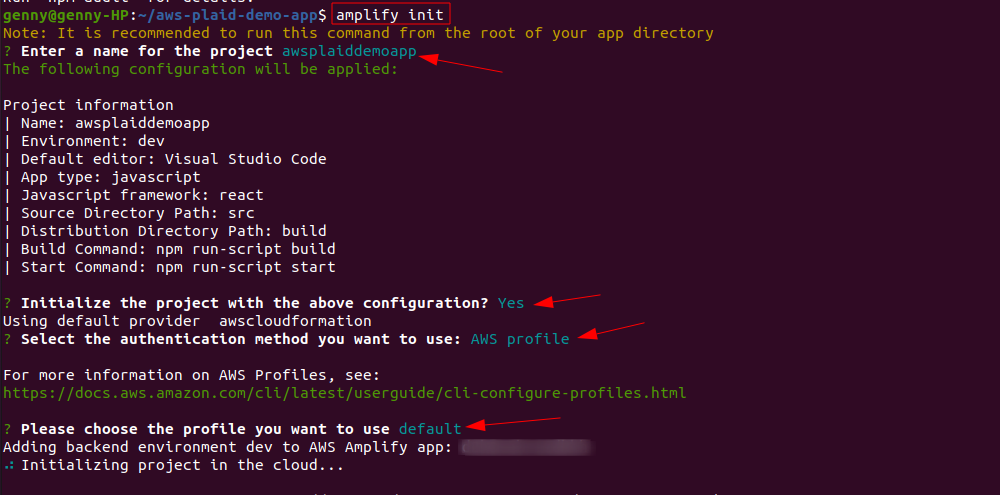 genny@genny-HP:~/aws-plaid-demo-app$ amplify init
Note: It is recommended to run this command from the root of your app directory
? Enter a name for the project awsplaiddemoapp
The following configuration will be applied:
Project information
| Name: awsplaiddemoapp
| Environment: dev
| Default editor: Visual Studio Code
| App type: javascript
| Javascript framework: react
| Source Directory Path: src
| Distribution Directory Path: build
| Build Command: npm run-script build
| Start Command: npm run-script start
? Initialize the project with the above configuration? Yes
Using default provider  awscloudformation
? Select the authentication method you want to use: AWS profile
For more information on AWS Profiles, see:
https://docs.aws.amazon.com/cli/latest/userguide/cli-configure-profiles.html
? Please choose the profile you want to use default
Adding backend environment dev to AWS Amplify app:
⠴ Initializing project in the cloud...